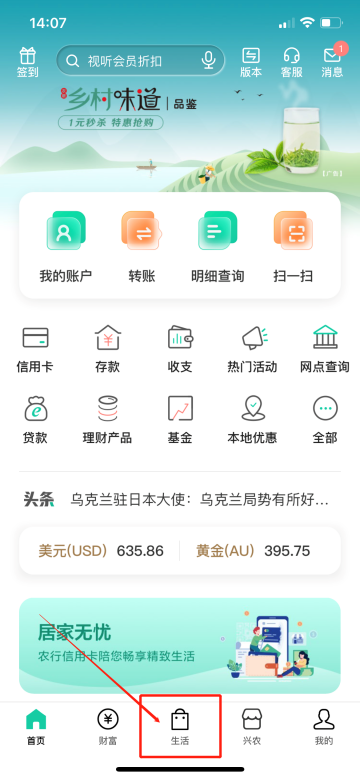 14:07
签到
视听会员折扣
版本
客服
消息
1
乡村味道 | 品鉴
1元秒杀 特惠抢购
【广告】
我的账户
转账
明细查询
扫一扫
信用卡
存款
收支
热门活动
网点查询
贷款
理财产品
基金
本地优惠
全部
头条
乌克兰驻日本大使：乌克兰局势有所好...
美元(USD) 635.86
黄金(AU) 395.75
居家无忧
农行信用卡陪您畅享精致生活
首页
财富
生活
兴农
我的